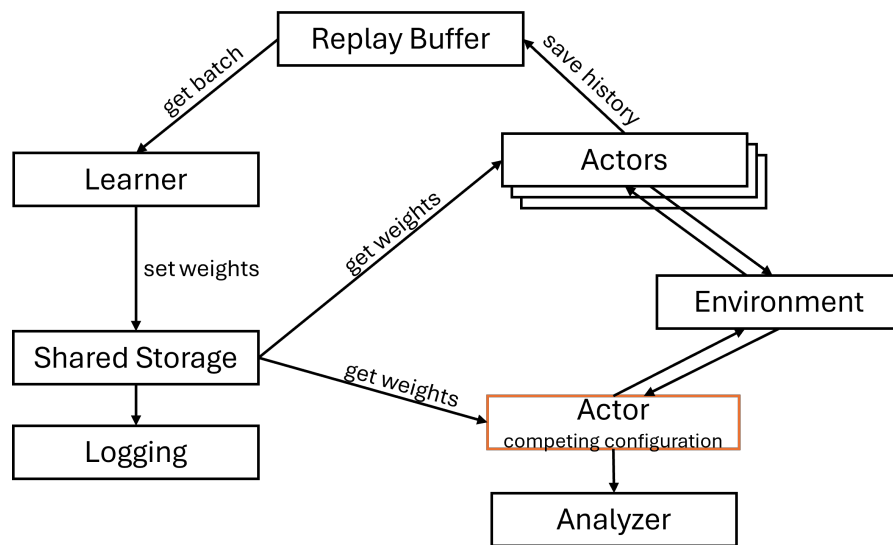 Replay Buffer
get batch
save history
Actors
Learner
get weights
set weights
Environment
Shared Storage
get weights
Actor
competing configuration
Logging
Analyzer